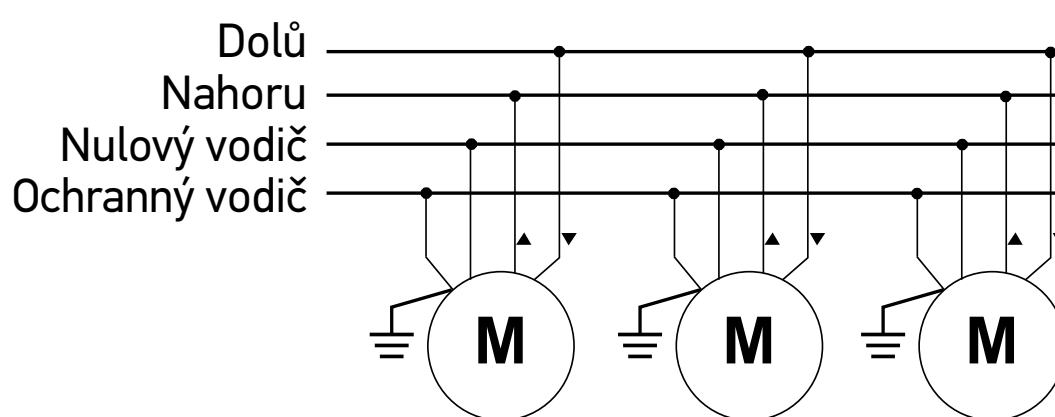 Dolů
Nahoru
Nulový vodič
Ochranný vodič
M M M